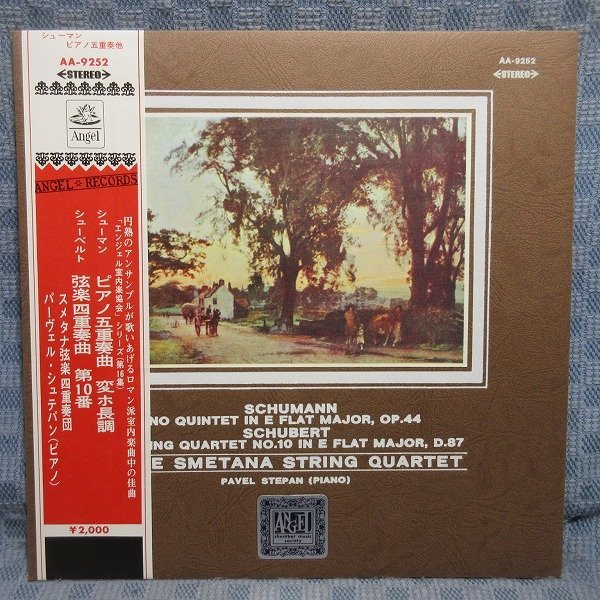 シューマン
ピアノ五重奏他
AA-9252
STEREO
Angel
ANGEL RECORDS
円熟のアンサンブルが歌いあげるロマン派室内楽曲中の佳曲
「エンジェル室内楽協会」シリーズ(第16集)
シューマン ピアノ五重奏曲 変ホ長調
シューベルト 弦楽四重奏曲 第10番
スメタナ弦楽四重奏団
パーヴェル・シュテパン(ピアノ)
¥2,000
AA-9252
STEREO
SCHUMANN
NO QUINTET IN E FLAT MAJOR, OP.44
SCHUBERT
ING QUARTET NO.10 IN E FLAT MAJOR, D.87
E SMETANA STRING QUARTET
PAVEL STEPAN (PIANO)
ANGEL
chamber music
society